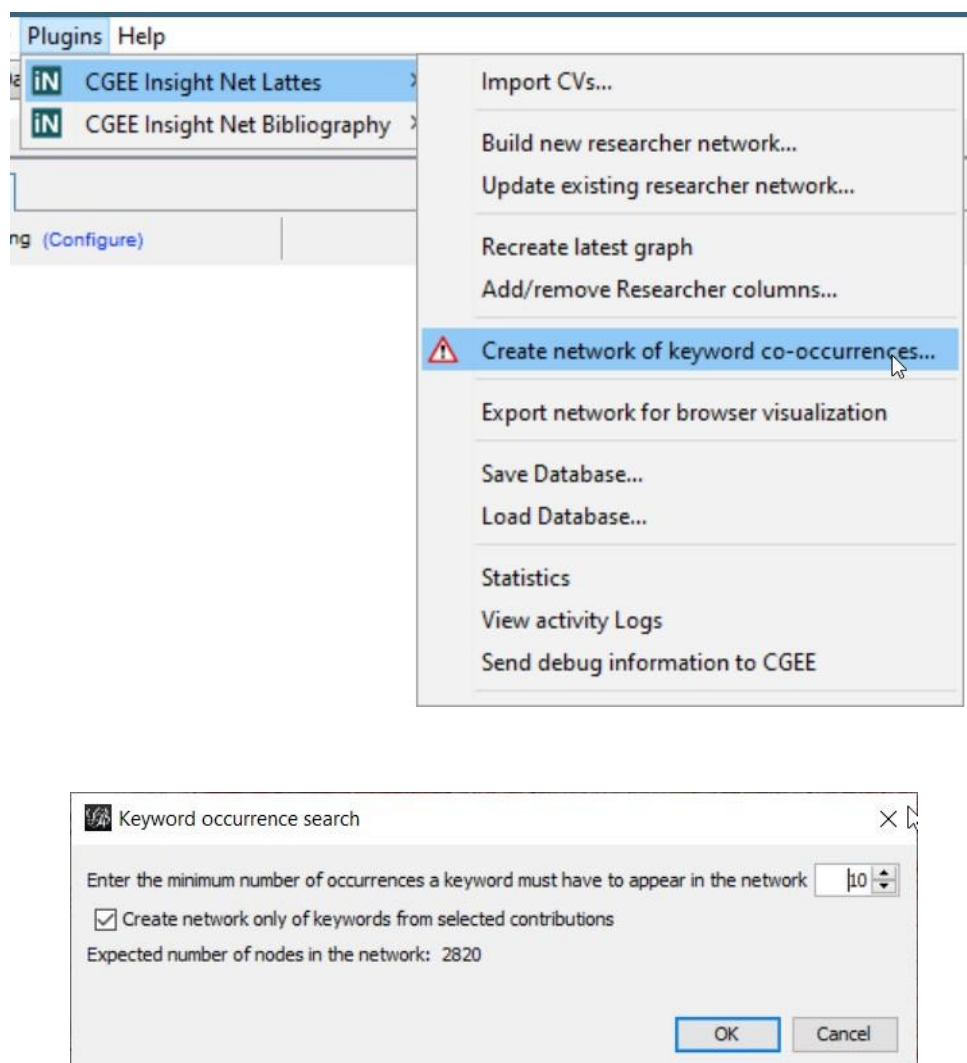 Plugins Help
iN CGEE Insight Net Lattes
iN CGEE Insight Net Bibliography
ng (Configure)
Import CVs...
Build new researcher network...
Update existing researcher network...
Recreate latest graph
Add/remove Researcher columns...
Create network of keyword co-occurrences...
Export network for browser visualization
Save Database...
Load Database...
Statistics
View activity Logs
Send debug information to CGEE
Keyword occurrence search
Enter the minimum number of occurrences a keyword must have to appear in the network 10
Create network only of keywords from selected contributions
Expected number of nodes in the network: 2820
OK Cancel